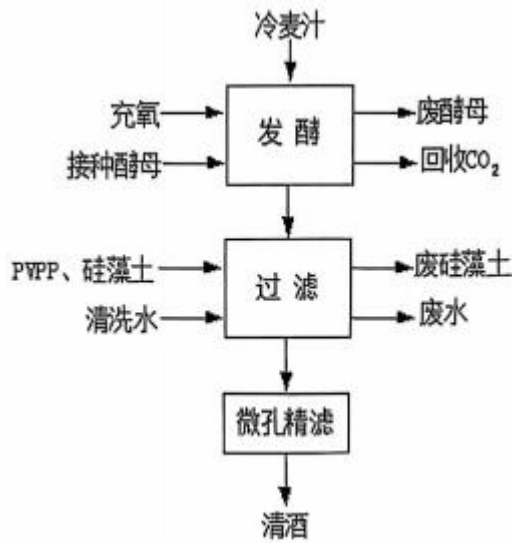 冷麦汁
充氧
发酵
废酵母
接种酵母
回收CO₂
PVPP、硅藻土
过滤
废硅藻土
清洗水
废水
微孔精滤
清酒